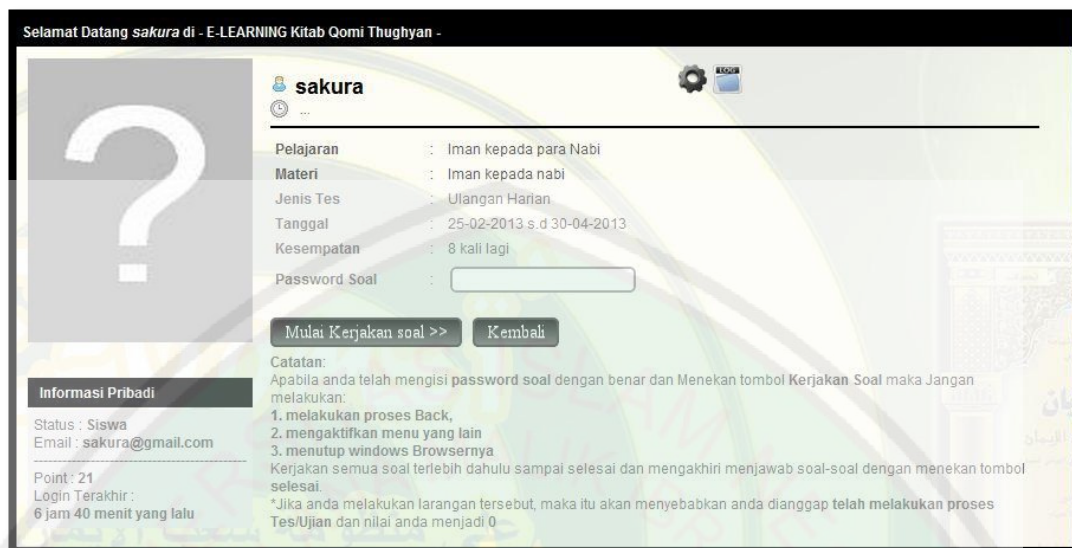 Selamat Datang sakura di - E-LEARNING Kitab Qomi Thughyan -
sakura
LOG
...
Pelajaran : Iman kepada para Nabi
Materi : Iman kepada nabi
Jenis Tes : Ulangan Harian
Tanggal : 25-02-2013 s.d 30-04-2013
Kesempatan : 8 kali lagi
Password Soal :
Mulai Kerjakan soal >> Kembali
Catatan:
Apabila anda telah mengisi password soal dengan benar dan Menekan tombol Kerjakan Soal maka Jangan
melakukan:
1. melakukan proses Back,
2. mengaktifkan menu yang lain
3. menutup windows Browsernya
Kerjakan semua soal terlebih dahulu sampai selesai dan mengakhiri menjawab soal-soal dengan menekan tombol
selesai.
*Jika anda melakukan larangan tersebut, maka itu akan menyebabkan anda dianggap telah melakukan proses
Tes/Ujian dan nilai anda menjadi 0
Informasi Pribadi
Status : Siswa
Email : sakura@gmail.com
Point : 21
Login Terakhir :
6 jam 40 menit yang lalu